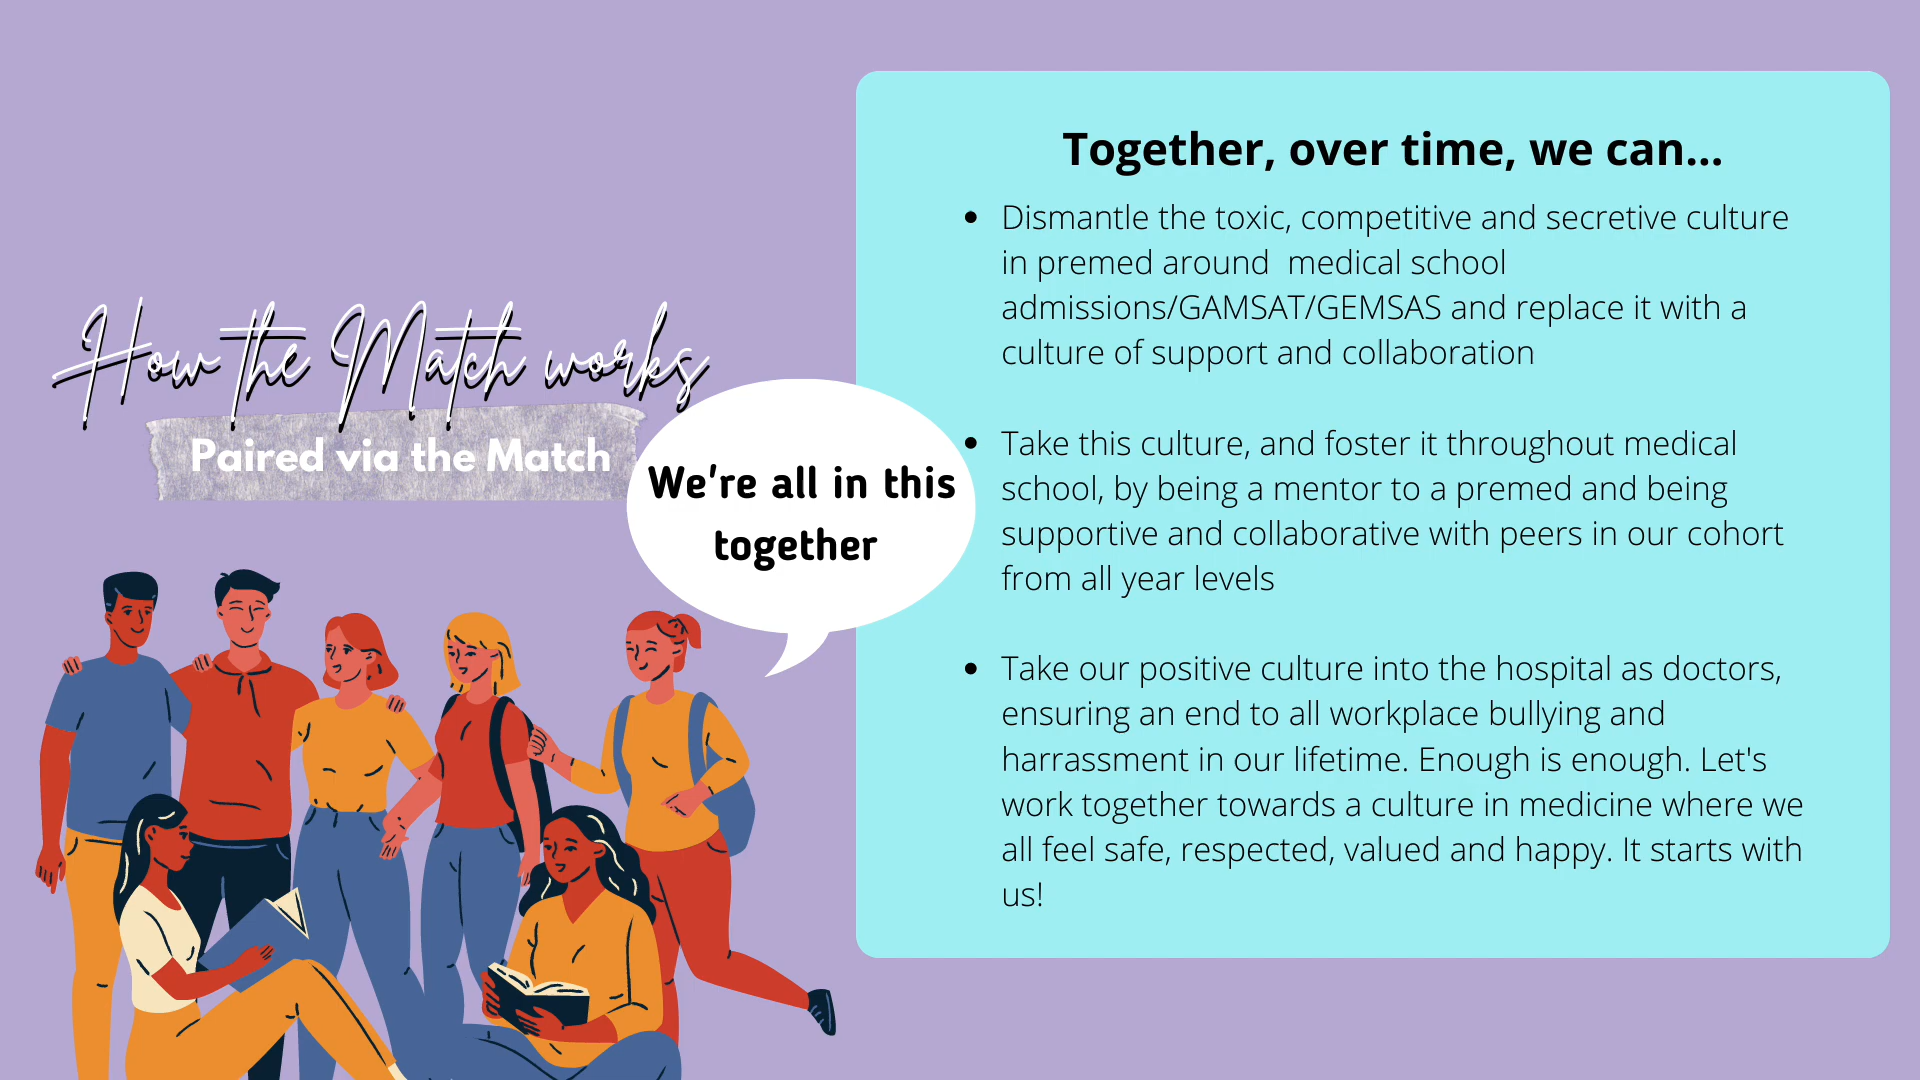 How the Match works
Paired via the Match
We're all in this
together
Together, over time, we can...
• Dismantle the toxic, competitive and secretive culture
in premed around  medical school
admissions/GAMSAT/GEMSAS and replace it with a
culture of support and collaboration
• Take this culture, and foster it throughout medical
school, by being a mentor to a premed and being
supportive and collaborative with peers in our cohort
from all year levels
• Take our positive culture into the hospital as doctors,
ensuring an end to all workplace bullying and
harrassment in our lifetime. Enough is enough. Let's
work together towards a culture in medicine where we
all feel safe, respected, valued and happy. It starts with
us!